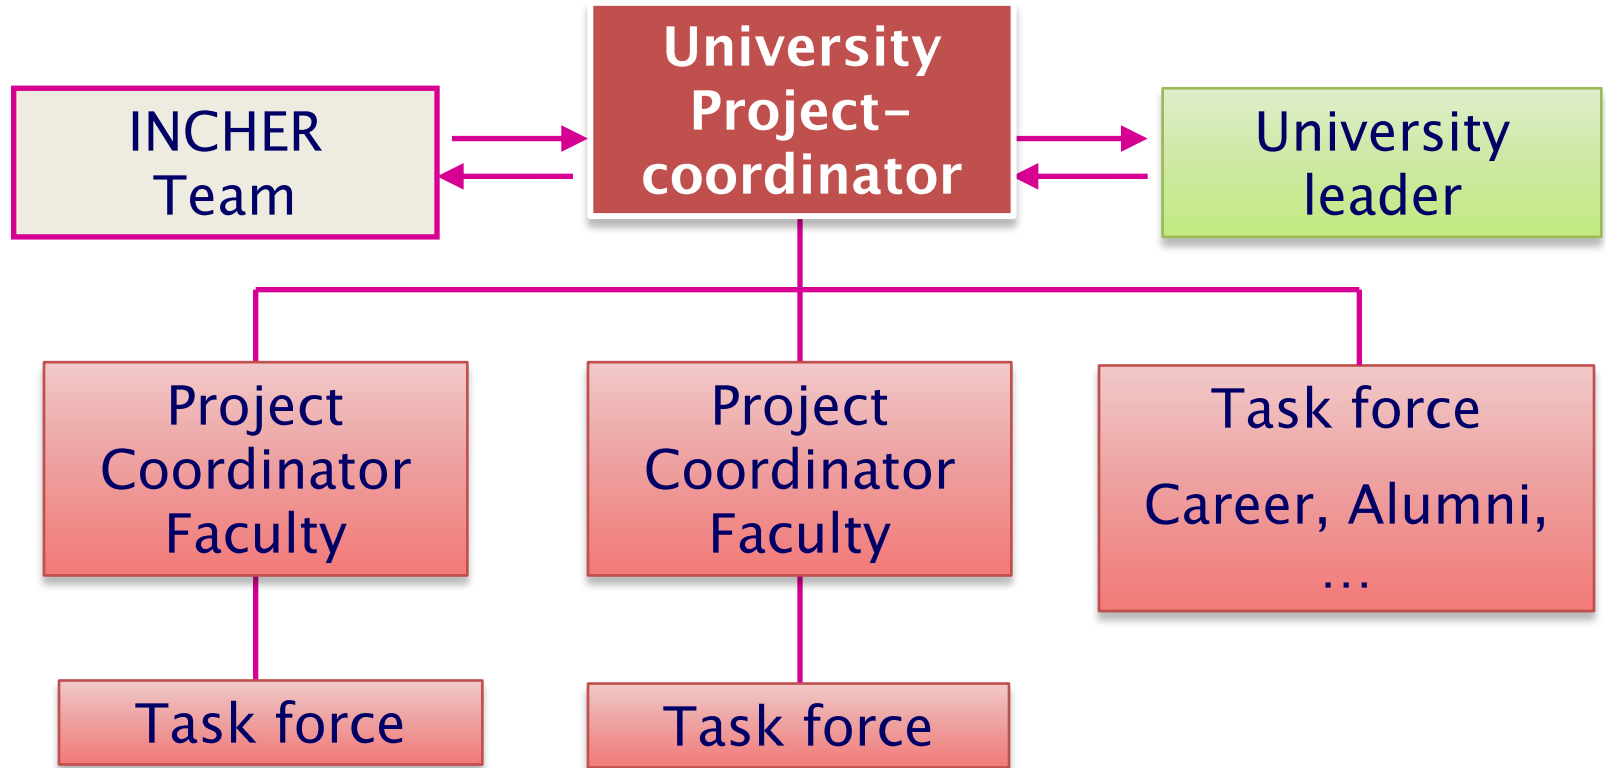 University
Project-
coordinator
INCHER
Team
University
leader
Project
Coordinator
Faculty
Project
Coordinator
Faculty
Task force
Career, Alumni,
…
Task force
Task force